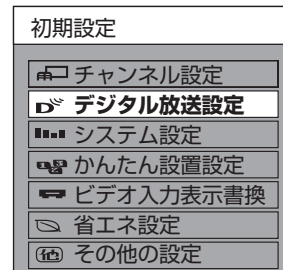 初期設定
チャンネル設定
デジタル放送設定
システム設定
かんたん設置設定
ビデオ入力表示書換
省エネ設定
他 その他の設定